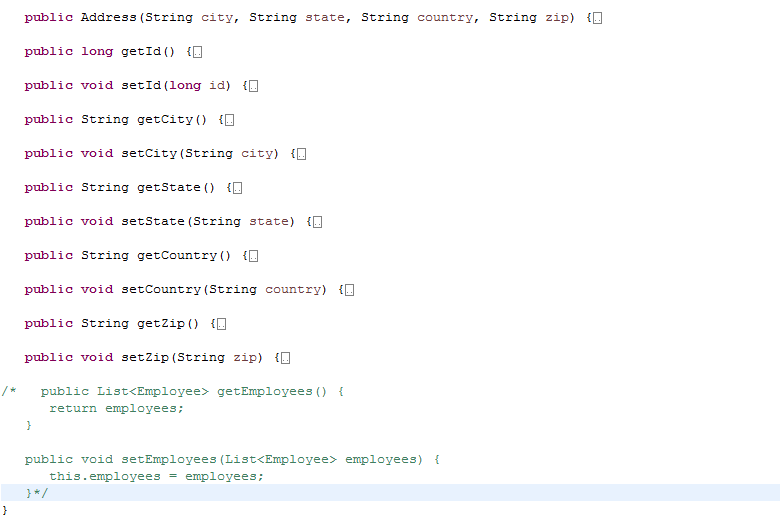 public Address(String city, String state, String country, String zip) {..
public long getId() {..
public void setId(long id) {..
public String getCity() {..
public void setCity(String city) {..
public String getState() {..
public void setState(String state) {..
public String getCountry() {..
public void setCountry(String country) {..
public String getZip() {..
public void setZip(String zip) {..
/*   public List<Employee> getEmployees() {
return employees;
}
public void setEmployees(List<Employee> employees) {
this.employees = employees;
}*/
}